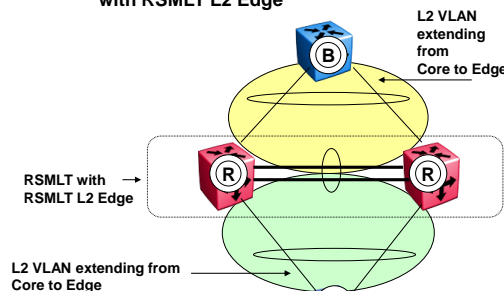 with RSMLT L2 Edge
L2 VLAN
extending
from
Core to Edge
B
R
R
RSMLT with
RSMLT L2 Edge
L2 VLAN extending from
Core to Edge